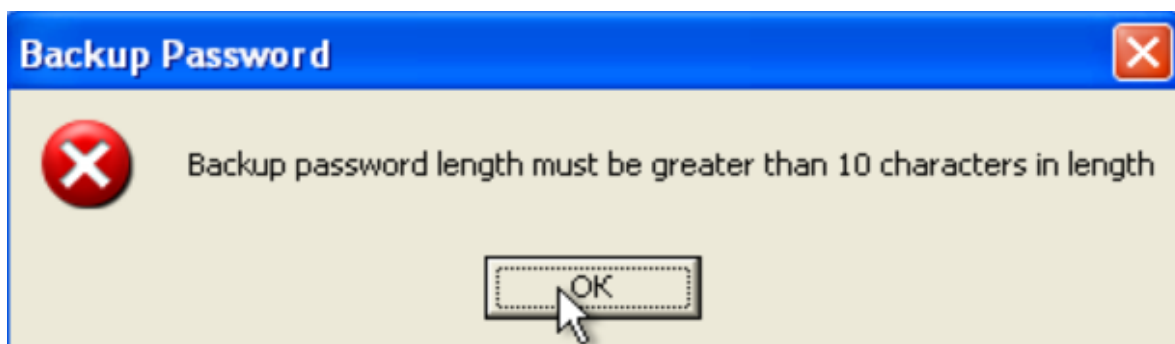 Backup Password
Backup password length must be greater than 10 characters in length
OK